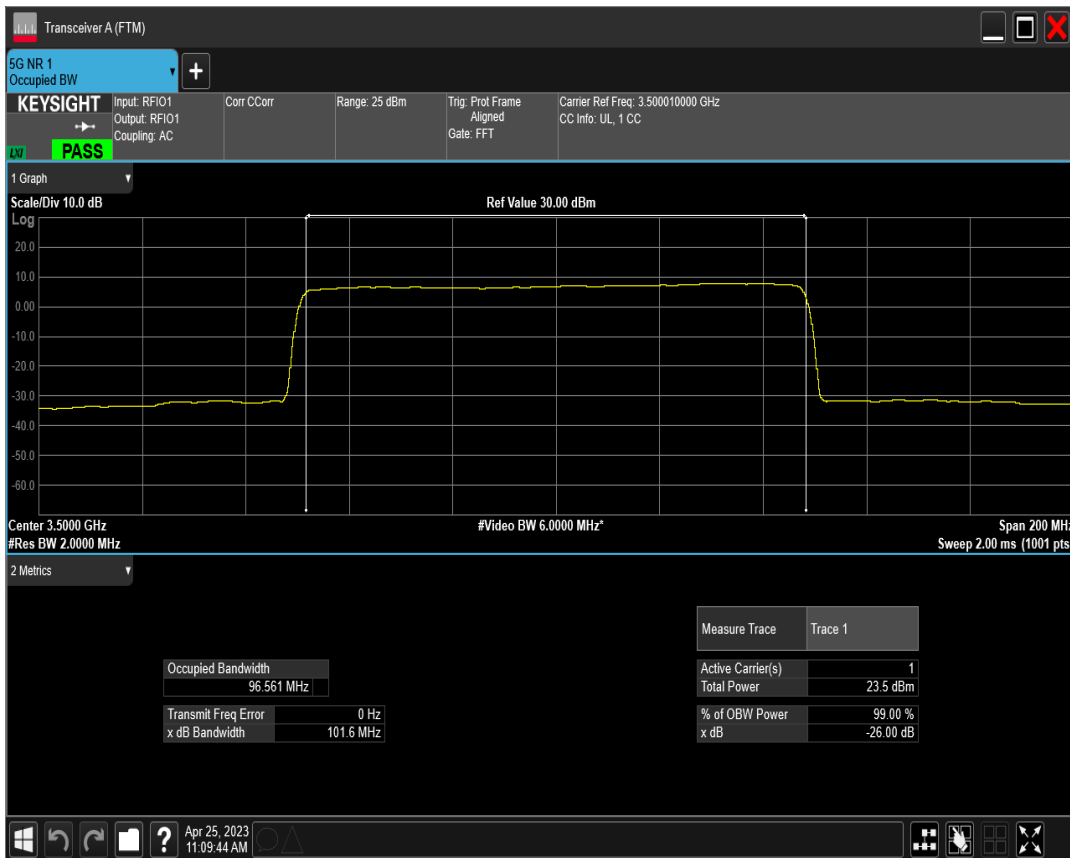 Transceiver A (FTM)
5G NR 1
Occupied BW
+
KEYSIGHT
LXI
PASS
Input: RFIO1
Output: RFIO1
Coupling: AC
Corr CCorr
Range: 25 dBm
Trig: Prot Frame
Aligned
Gate: FFT
Carrier Ref Freq: 3.500010000 GHz
CC Info: UL, 1 CC
1 Graph
Scale/Div 10.0 dB
Ref Value 30.00 dBm
Log
20.0
10.0
0.00
-10.0
-20.0
-30.0
-40.0
-50.0
-60.0
Center 3.5000 GHz
#Video BW 6.0000 MHz*
Span 200 MHz
#Res BW 2.0000 MHz
Sweep 2.00 ms (1001 pts
2 Metrics
Measure Trace Trace 1
Occupied Bandwidth
96.561 MHz
Active Carrier(s) 1
Total Power 23.5 dBm
Transmit Freq Error 0 Hz
x dB Bandwidth 101.6 MHz
% of OBW Power 99.00 %
x dB -26.00 dB
?
Apr 25, 2023
11:09:44 AM